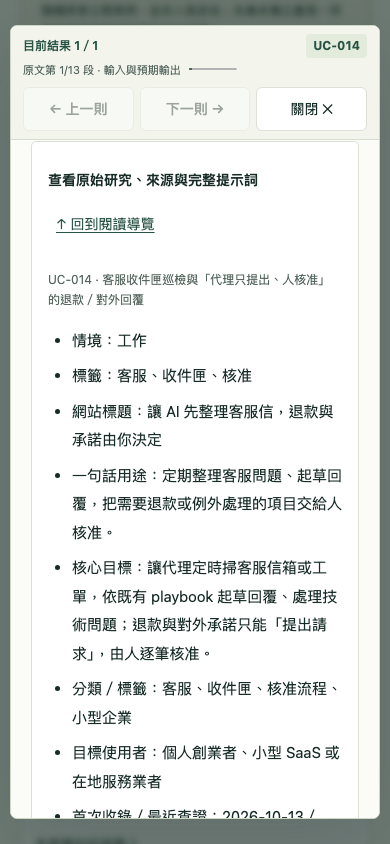 目前結果 1 / 1
UC-014
原文第 1/13 段 · 輸入與預期輸出
← 上一則
下一則 →
關閉 ✕
查看原始研究、來源與完整提示詞
↑ 回到閱讀導覽
UC-014 · 客服收件匣巡檢與「代理只提出、人核准」
的退款 / 對外回覆
• 情境：工作
• 標籤：客服、收件匣、核准
• 網站標題：讓 AI 先整理客服信，退款與
承諾由你決定
• 一句話用途：定期整理客服問題、起草回
覆，把需要退款或例外處理的項目交給人
核准。
• 核心目標：讓代理定時掃客服信箱或工
單，依既有 playbook 起草回覆、處理技
術問題；退款與對外承諾只能「提出請
求」，由人逐筆核准。
• 分類 / 標籤：客服、收件匣、核准流程、
小型企業
• 目標使用者：個人創業者、小型 SaaS 或
在地服務業者
• 首次收錄 / 最近查證：2026-10-13 /